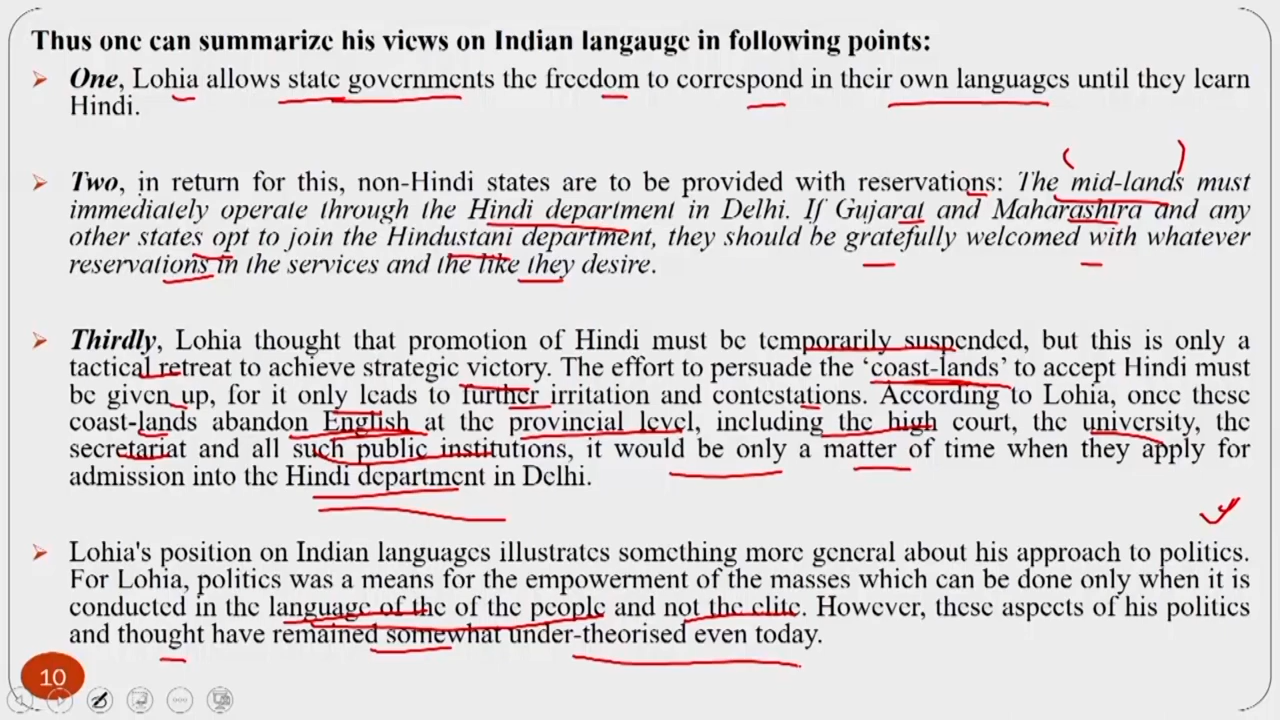 Thus one can summarize his views on Indian langauge in following points:
➤ One, Lohia allows state governments the freedom to correspond in their own languages until they learn
Hindi.
➤ Two, in return for this, non-Hindi states are to be provided with reservations: The mid-lands must
immediately operate through the Hindi department in Delhi. If Gujarat and Maharashtra and any
other states opt to join the Hindustani department, they should be gratefully welcomed with whatever
reservations in the services and the like they desire.
➤ Thirdly, Lohia thought that promotion of Hindi must be temporarily suspended, but this is only a
tactical retreat to achieve strategic victory. The effort to persuade the ‘coast-lands’ to accept Hindi must
be given up, for it only leads to further irritation and contestations. According to Lohia, once these
coast-lands abandon English at the provincial level, including the high court, the university, the
secretariat and all such public institutions, it would be only a matter of time when they apply for
admission into the Hindi department in Delhi.
➤ Lohia's position on Indian languages illustrates something more general about his approach to politics.
For Lohia, politics was a means for the empowerment of the masses which can be done only when it is
conducted in the language of the of the people and not the elite. However, these aspects of his politics
and thought have remained somewhat under-theorised even today.
10